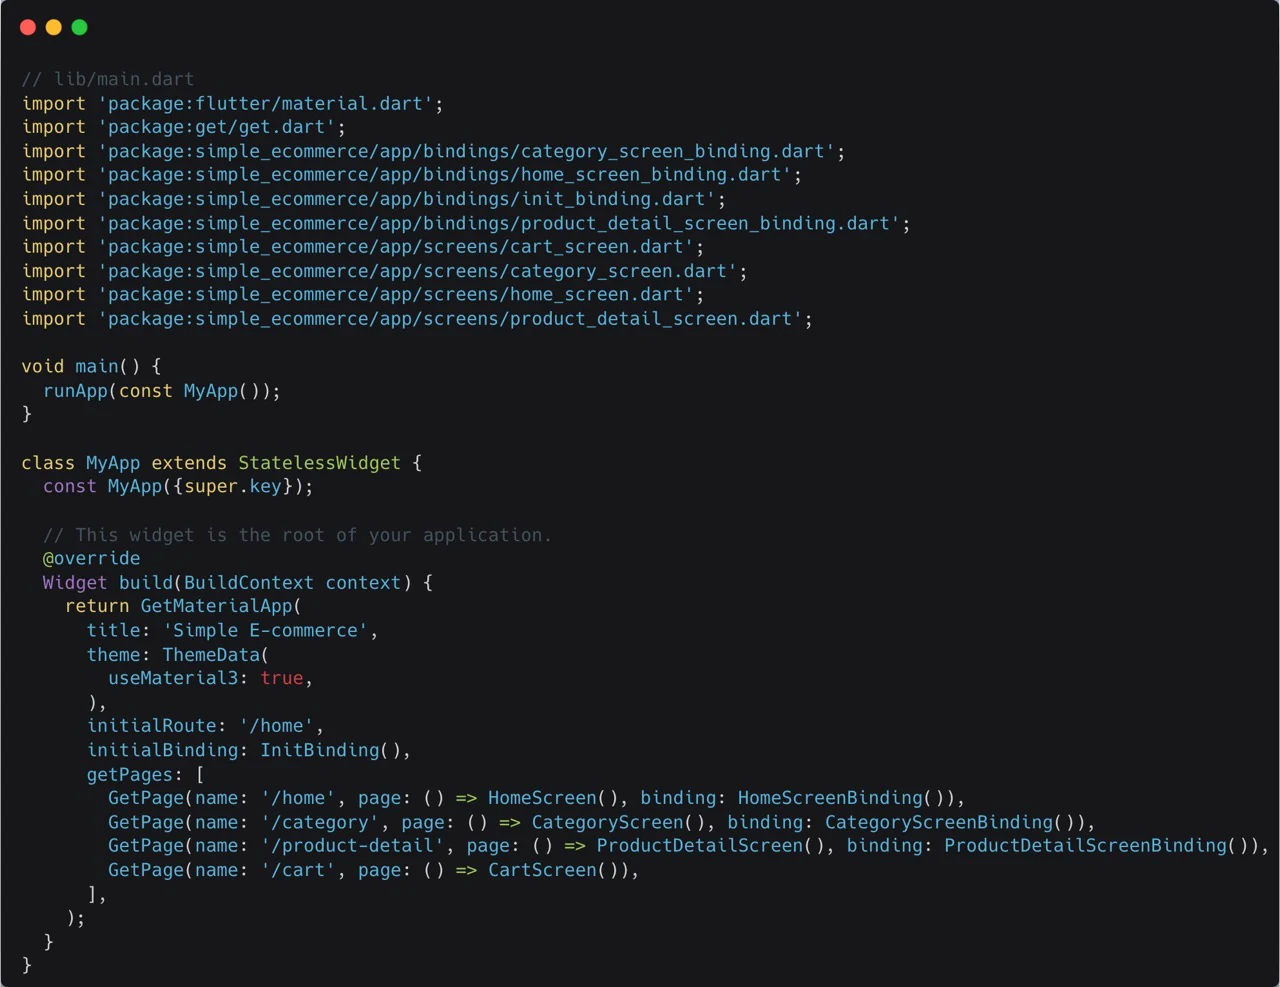 // lib/main.dart
import 'package:flutter/material.dart';
import 'package:get/get.dart';
import 'package:simple_ecommerce/app/bindings/category_screen_binding.dart';
import 'package:simple_ecommerce/app/bindings/home_screen_binding.dart';
import 'package:simple_ecommerce/app/bindings/init_binding.dart';
import 'package:simple_ecommerce/app/bindings/product_detail_screen_binding.dart';
import 'package:simple_ecommerce/app/screens/cart_screen.dart';
import 'package:simple_ecommerce/app/screens/category_screen.dart';
import 'package:simple_ecommerce/app/screens/home_screen.dart';
import 'package:simple_ecommerce/app/screens/product_detail_screen.dart';

void main() {
  runApp(const MyApp());
}

class MyApp extends StatelessWidget {
  const MyApp({super.key});

  // This widget is the root of your application.
  @override
  Widget build(BuildContext context) {
    return GetMaterialApp(
      title: 'Simple E-commerce',
      theme: ThemeData(
        useMaterial3: true,
      ),
      initialRoute: '/home',
      initialBinding: InitBinding(),
      getPages: [
        GetPage(name: '/home', page: () => HomeScreen(), binding: HomeScreenBinding()),
        GetPage(name: '/category', page: () => CategoryScreen(), binding: CategoryScreenBinding()),
        GetPage(name: '/product-detail', page: () => ProductDetailScreen(), binding: ProductDetailScreenBinding()),
        GetPage(name: '/cart', page: () => CartScreen()),
      ],
    );
  }
}